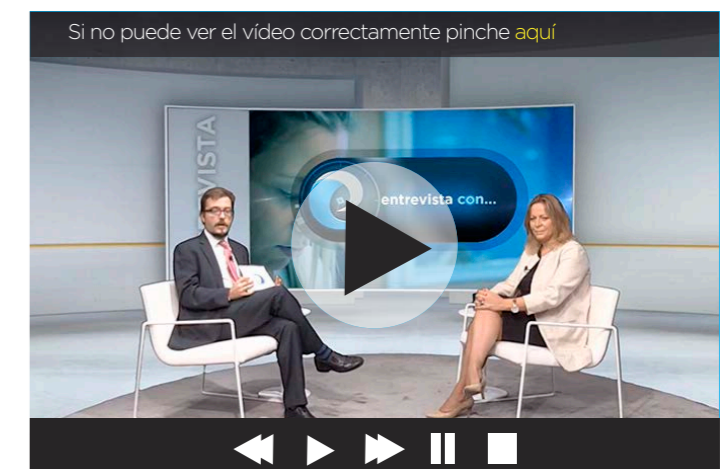 Si no puede ver el vídeo correctamente pinche aquí
VISTA
entrevista con...